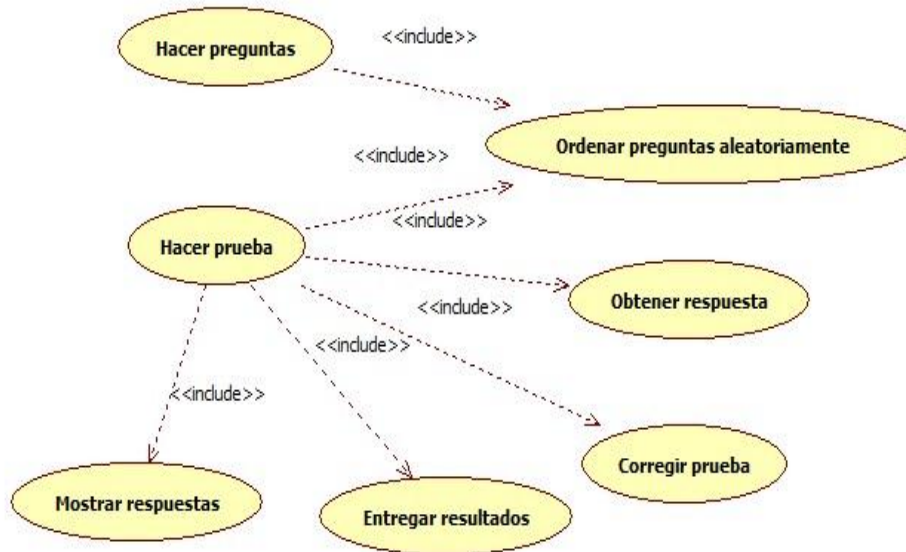 Hacer preguntas
<<include>>
Ordenar preguntas aleatoriamente
<<include>>
<<include>>
Hacer prueba
Obtener respuesta
<<include>>
<<include>>
<<include>>
Corregir prueba
Mostrar respuestas
Entregar resultados